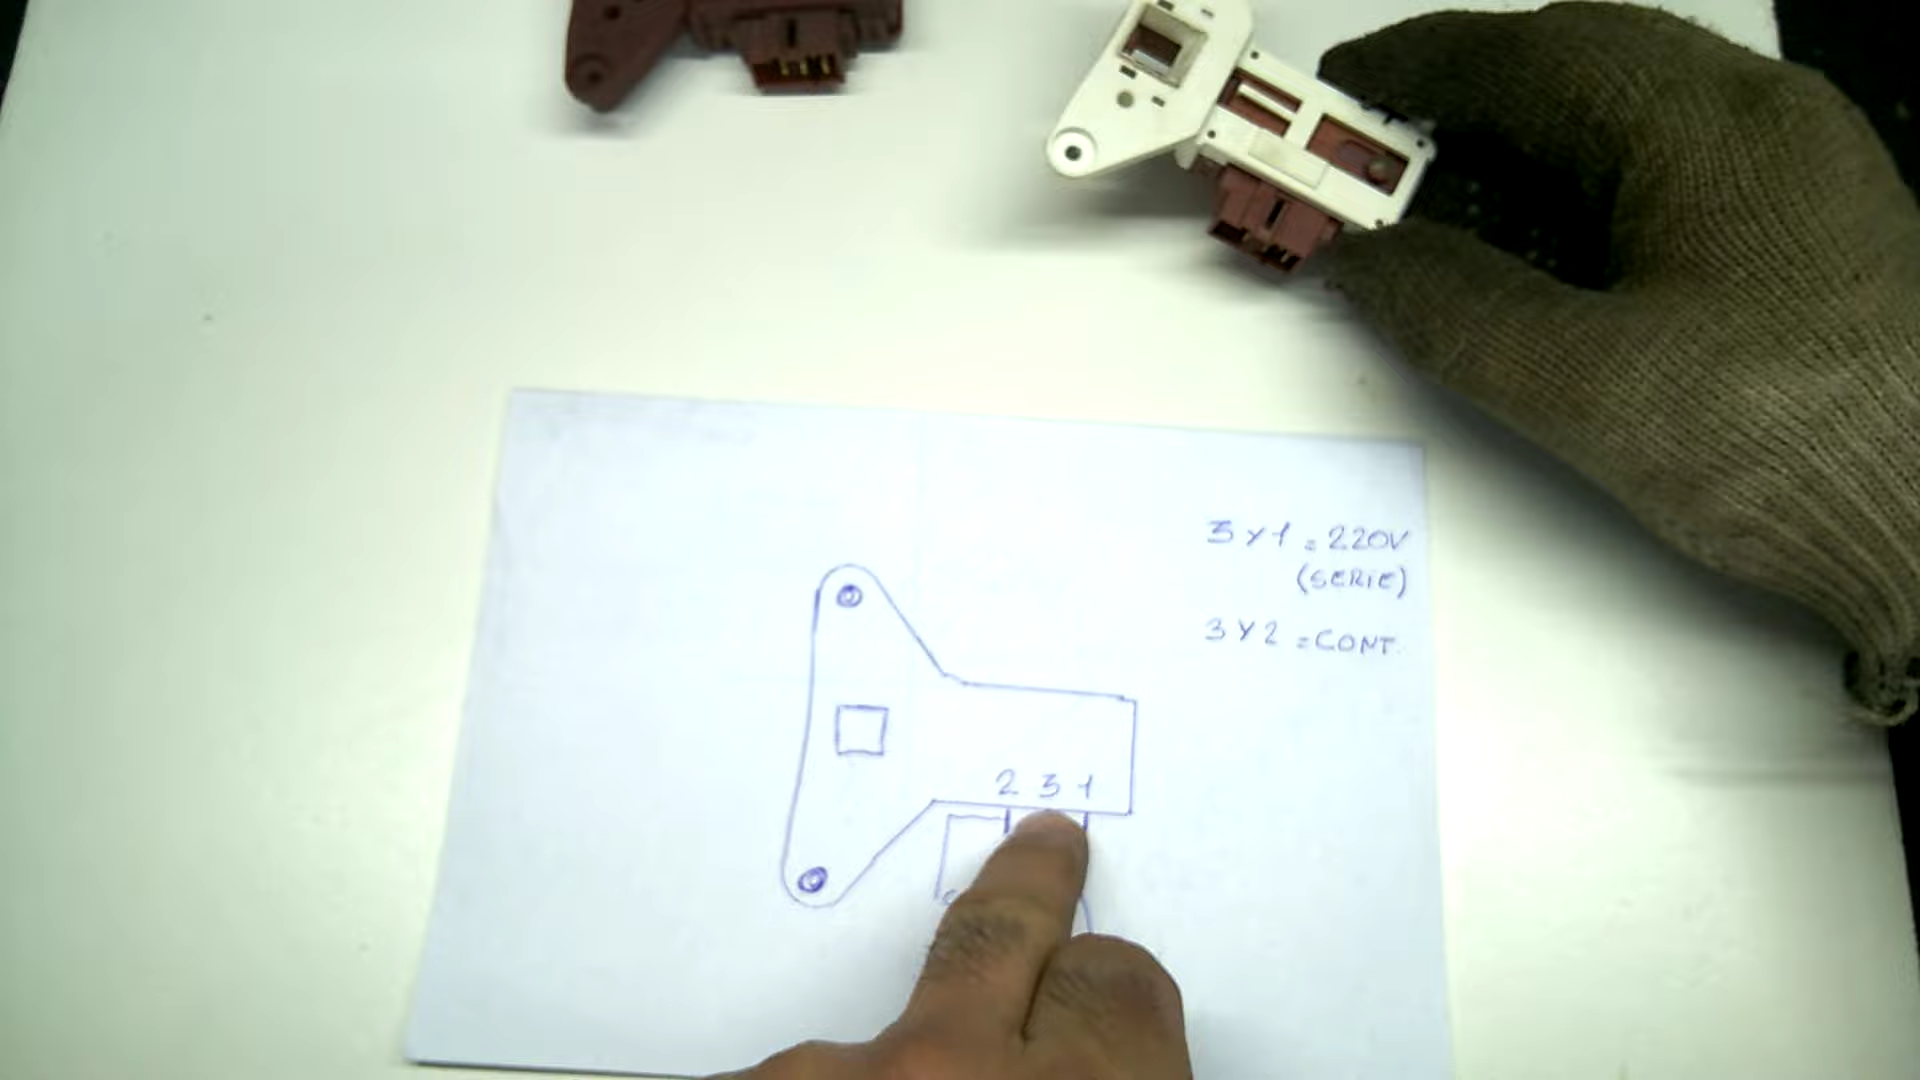 3 y 1 = 220V
(SERIE)
3 Y 2 = CONT.
2 3 1